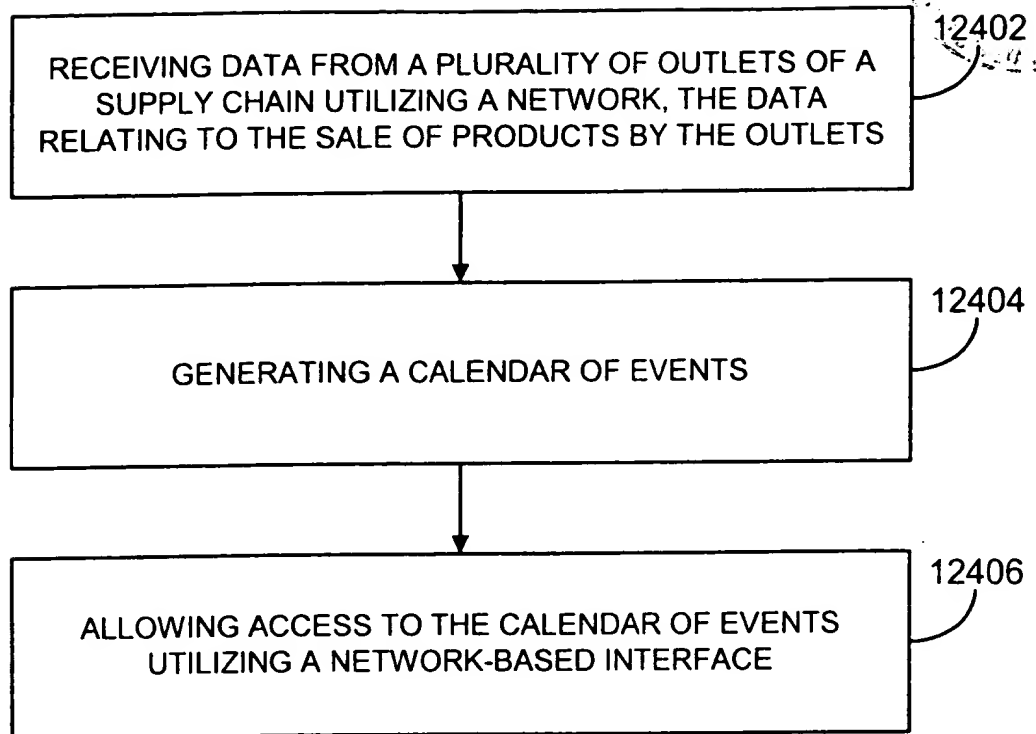 12402
RECEIVING DATA FROM A PLURALITY OF OUTLETS OF A
SUPPLY CHAIN UTILIZING A NETWORK, THE DATA
RELATING TO THE SALE OF PRODUCTS BY THE OUTLETS
12404
GENERATING A CALENDAR OF EVENTS
12406
ALLOWING ACCESS TO THE CALENDAR OF EVENTS
UTILIZING A NETWORK-BASED INTERFACE